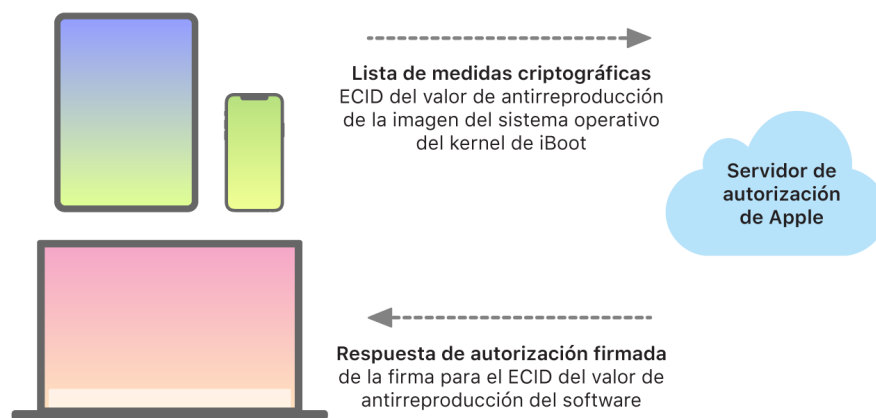 Lista de medidas criptográficas
ECID del valor de antirreproducción
de la imagen del sistema operativo
del kernel de iBoot
Servidor de
autorización
de Apple
Respuesta de autorización firmada
de la firma para el ECID del valor de
antirreproducción del software